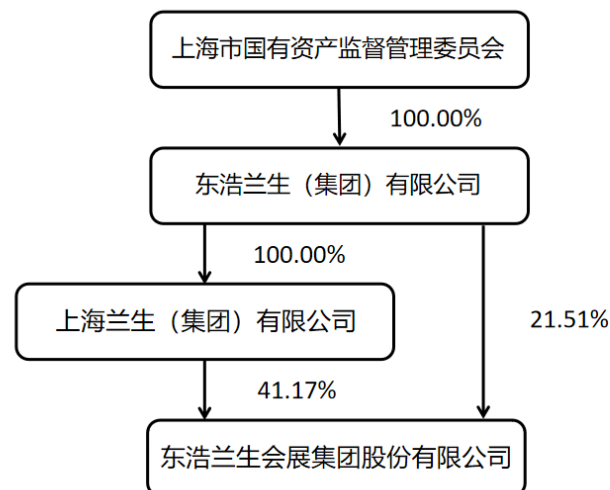 上海市国有资产监督管理委员会
100.00%
东浩兰生（集团）有限公司
100.00%
上海兰生（集团）有限公司
21.51%
41.17%
东浩兰生会展集团股份有限公司